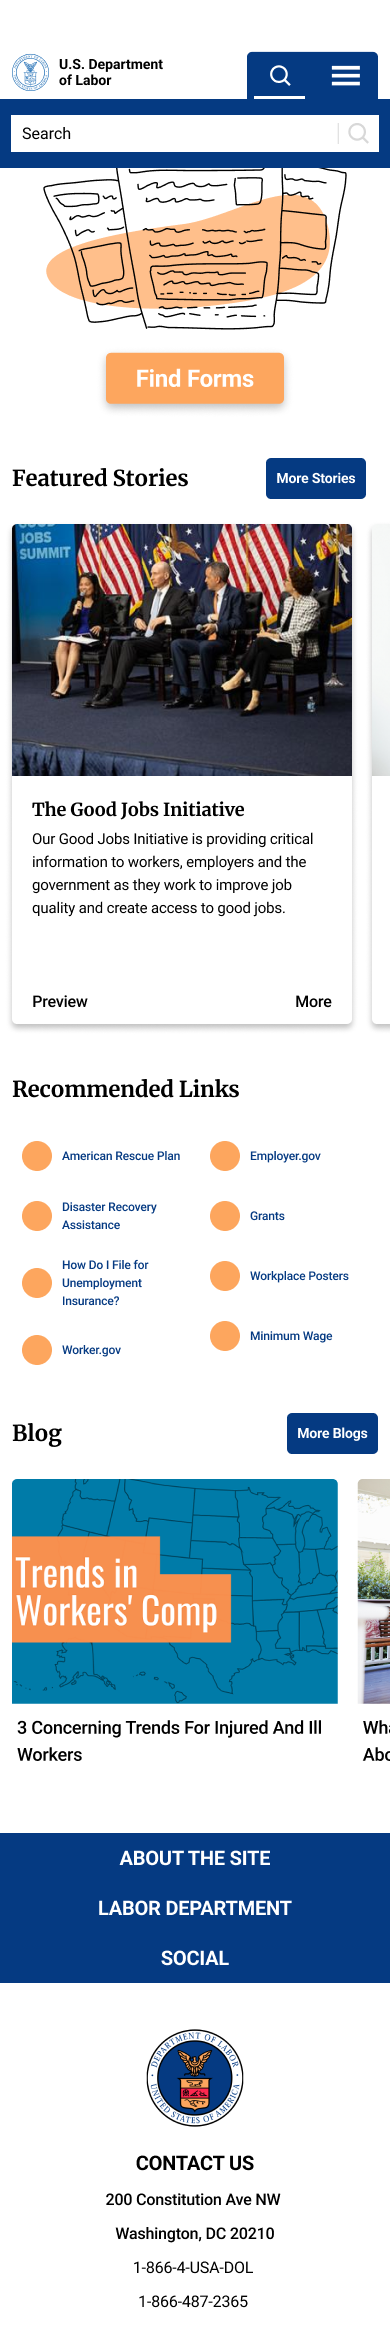 U.S. Department
of Labor
Search
Find Forms
Featured Stories
More Stories
GOOD
JOBS
SUMMIT
The Good Jobs Initiative
Our Good Jobs Initiative is providing critical
information to workers, employers and the
government as they work to improve job
quality and create access to good jobs.
Preview
More
Recommended Links
American Rescue Plan
Employer.gov
Disaster Recovery
Assistance
Grants
How Do I File for
Unemployment
Insurance?
Workplace Posters
Worker.gov
Minimum Wage
Blog
More Blogs
Trends in
Workers' Comp
3 Concerning Trends For Injured And Ill
Workers
Wha
Abo
ABOUT THE SITE
LABOR DEPARTMENT
SOCIAL
DEPARTMENT OF LABOR
UNITED STATES OF AMERICA
CONTACT US
200 Constitution Ave NW
Washington, DC 20210
1-866-4-USA-DOL
1-866-487-2365